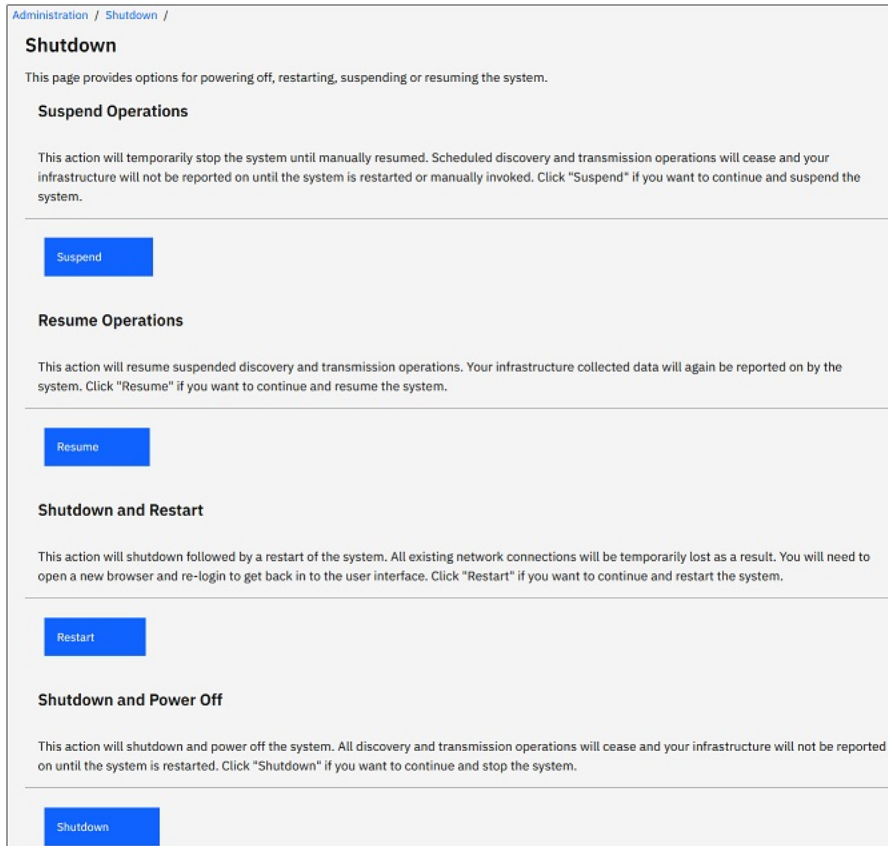 Administration / Shutdown /
Shutdown
This page provides options for powering off, restarting, suspending or resuming the system.
Suspend Operations
This action will temporarily stop the system until manually resumed. Scheduled discovery and transmission operations will cease and your
infrastructure will not be reported on until the system is restarted or manually invoked. Click "Suspend" if you want to continue and suspend the
system.
Suspend
Resume Operations
This action will resume suspended discovery and transmission operations. Your infrastructure collected data will again be reported on by the
system. Click "Resume" if you want to continue and resume the system.
Resume
Shutdown and Restart
This action will shutdown followed by a restart of the system. All existing network connections will be temporarily lost as a result. You will need to
open a new browser and re-login to get back in to the user interface. Click "Restart" if you want to continue and restart the system.
Restart
Shutdown and Power Off
This action will shutdown and power off the system. All discovery and transmission operations will cease and your infrastructure will not be reported
on until the system is restarted. Click "Shutdown" if you want to continue and stop the system.
Shutdown